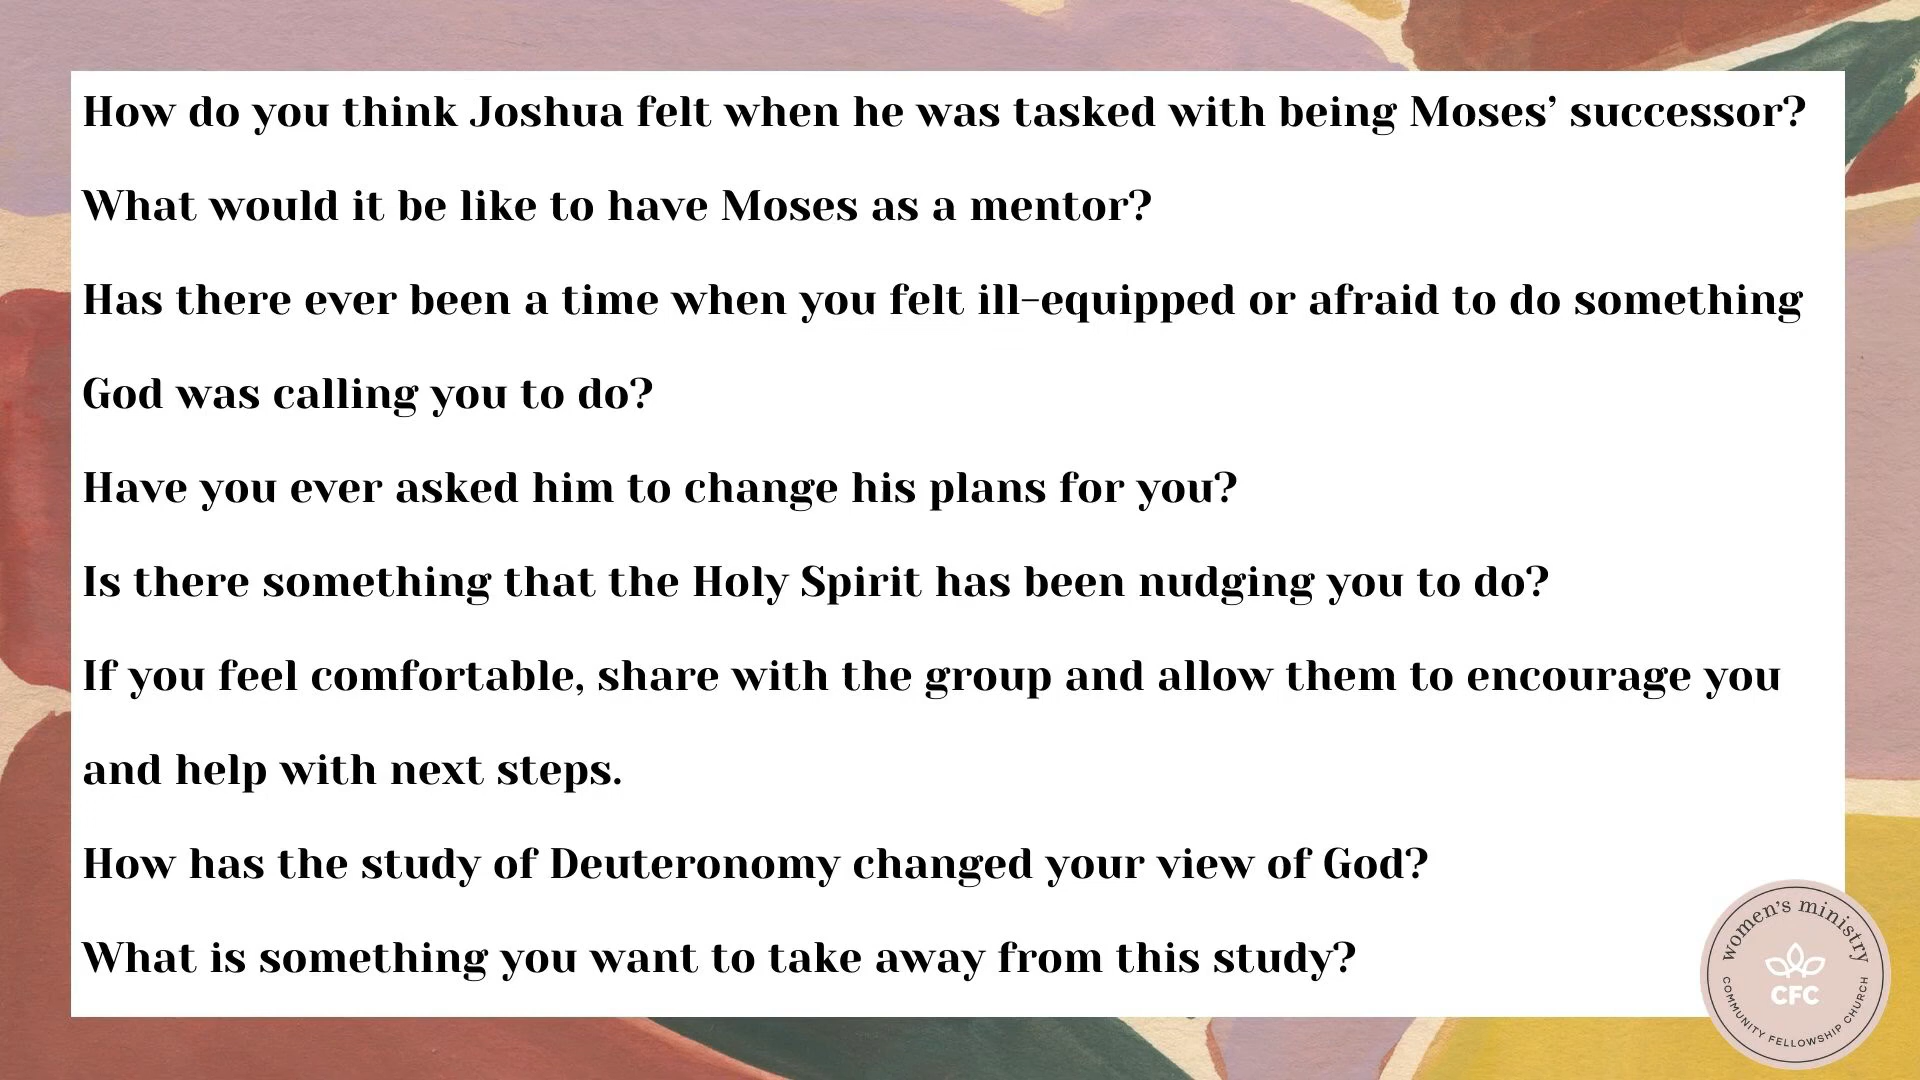 How do you think Joshua felt when he was tasked with being Moses’ successor?
What would it be like to have Moses as a mentor?
Has there ever been a time when you felt ill-equipped or afraid to do something
God was calling you to do?
Have you ever asked him to change his plans for you?
Is there something that the Holy Spirit has been nudging you to do?
If you feel comfortable, share with the group and allow them to encourage you
and help with next steps.
How has the study of Deuteronomy changed your view of God?
What is something you want to take away from this study?
women's ministry
CFC
COMMUNITY FELLOWSHIP CHURCH